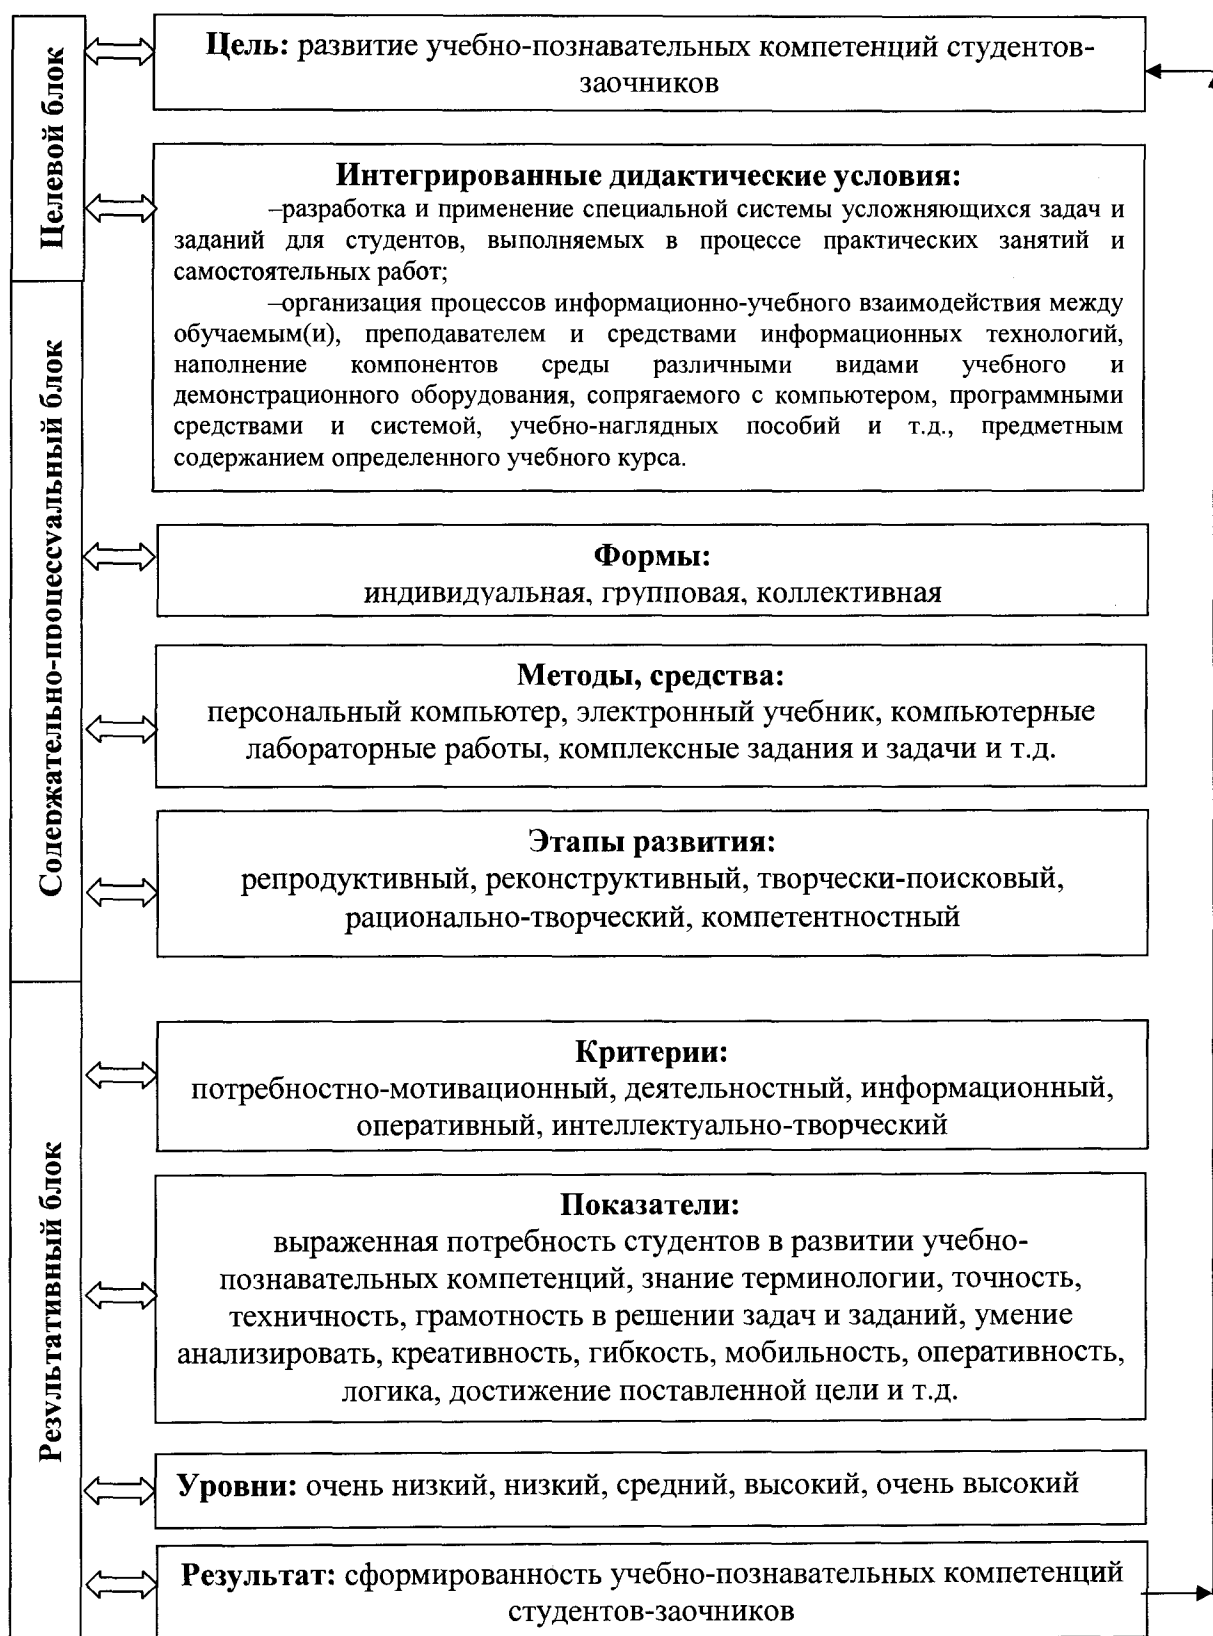 Целевой блок
Цель: развитие учебно-познавательных компетенций студентов-
заочников
Интегрированные дидактические условия:
–разработка и применение специальной системы усложняющихся задач и
заданий для студентов, выполняемых в процессе практических занятий и
самостоятельных работ;
–организация процессов информационно-учебного взаимодействия между
обучаемым(и), преподавателем и средствами информационных технологий,
наполнение компонентов среды различными видами учебного и
демонстрационного оборудования, сопрягаемого с компьютером, программными
средствами и системой, учебно-наглядных пособий и т.д., предметным
содержанием определенного учебного курса.
Содержательно-процессуальный блок
Формы:
индивидуальная, групповая, коллективная
Методы, средства:
персональный компьютер, электронный учебник, компьютерные
лабораторные работы, комплексные задания и задачи и т.д.
Этапы развития:
репродуктивный, реконструктивный, творчески-поисковый,
рационально-творческий, компетентностный
Результативный блок
Критерии:
потребностно-мотивационный, деятельностный, информационный,
оперативный, интеллектуально-творческий
Показатели:
выраженная потребность студентов в развитии учебно-
познавательных компетенций, знание терминологии, точность,
техничность, грамотность в решении задач и заданий, умение
анализировать, креативность, гибкость, мобильность, оперативность,
логика, достижение поставленной цели и т.д.
Уровни: очень низкий, низкий, средний, высокий, очень высокий
Результат: сформированность учебно-познавательных компетенций
студентов-заочников